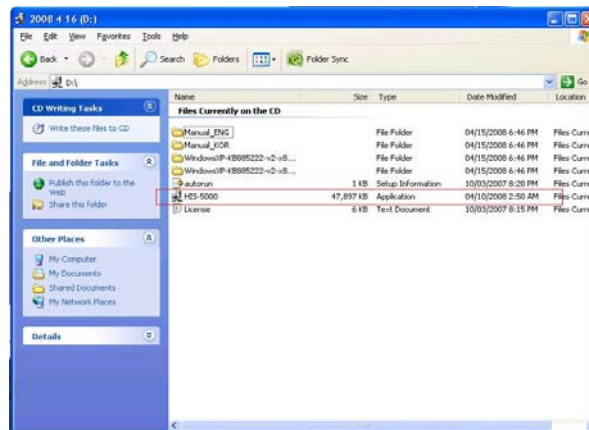 2008 4 16 (D:)
File Edit View Favorites Tools Help
Back Search Folders Folder Sync
Address D:\ Go
Name Size Type Date Modified Location
CD Writing Tasks
Files Currently on the CD
Write these files to CD
Manual_ENG File Folder 04/15/2008 6:46 PM Files Curre
Manual_KOR File Folder 04/15/2008 6:46 PM Files Curre
File and Folder Tasks
WindowsXP-KB885222-v2-x8... File Folder 04/15/2008 6:46 PM Files Curre
WindowsXP-KB885222-v2-x8... File Folder 04/15/2008 6:46 PM Files Curre
Publish this folder to the
Web
autorun 1 KB Setup Information 10/03/2007 8:20 PM Files Curre
Share this folder
HIS-5000 47,897 KB Application 04/10/2008 2:50 AM Files Curre
License 6 KB Text Document 10/03/2007 8:15 PM Files Curre
Other Places
My Computer
My Documents
Shared Documents
My Network Places
Details